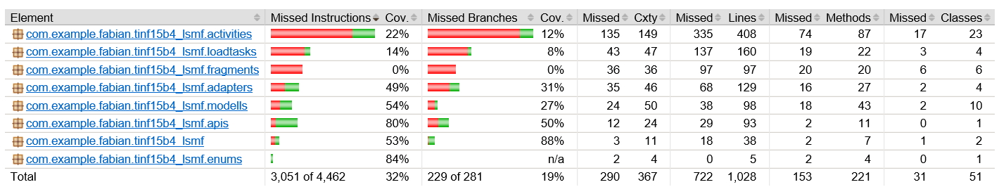 Element Missed Instructions Cov. Missed Branches Cov. Missed Cxty Missed Lines Missed Methods Missed Classes
com.example.fabian.tinf15b4_lsmf.activities 22% 12% 135 149 335 408 74 87 17 23
com.example.fabian.tinf15b4_lsmf.loadtasks 14% 8% 43 47 137 160 19 22 3 4
com.example.fabian.tinf15b4_lsmf.fragments 0% 0% 36 36 97 97 20 20 6 6
com.example.fabian.tinf15b4_lsmf.adapters 49% 31% 35 46 68 129 16 27 2 4
com.example.fabian.tinf15b4_lsmf.modells 54% 27% 24 50 38 98 18 43 2 10
com.example.fabian.tinf15b4_lsmf.apis 80% 50% 12 24 29 93 2 11 0 1
com.example.fabian.tinf15b4_lsmf 53% 88% 3 11 18 38 2 7 1 2
com.example.fabian.tinf15b4_lsmf.enums 84% n/a 2 4 0 5 2 4 0 1
Total 3,051 of 4,462 32% 229 of 281 19% 290 367 722 1,028 153 221 31 51